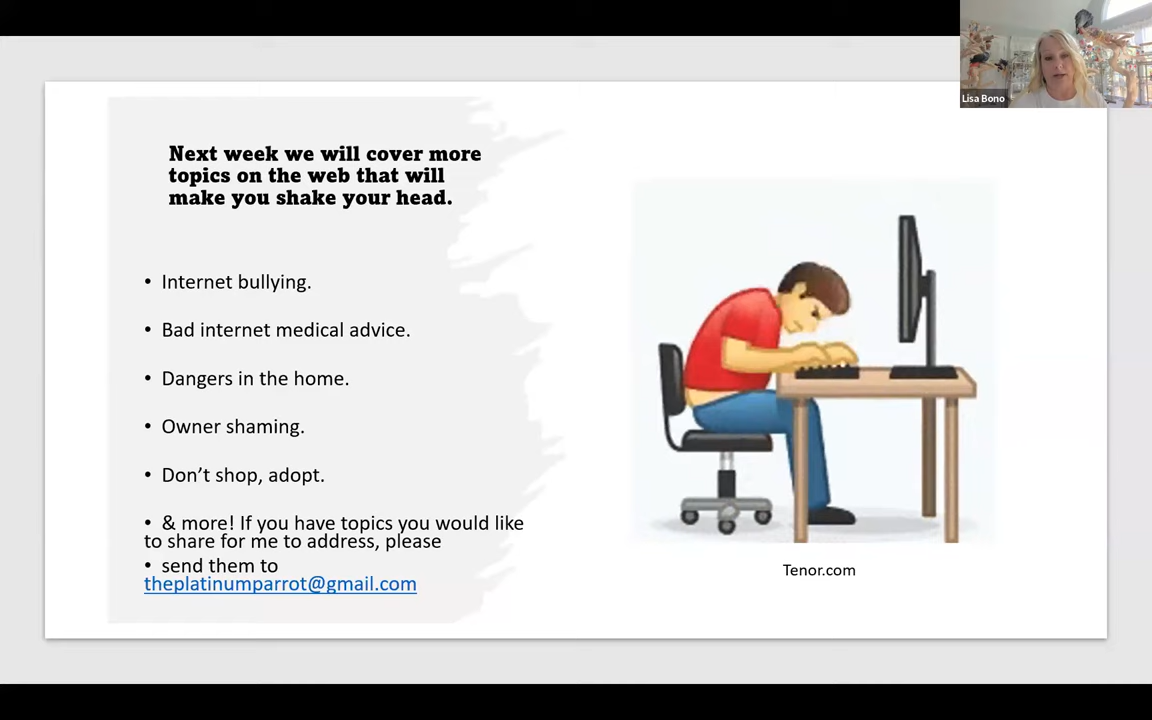 Lisa Bono
Next week we will cover more
topics on the web that will
make you shake your head.
• Internet bullying.
• Bad internet medical advice.
• Dangers in the home.
• Owner shaming.
• Don’t shop, adopt.
• & more! If you have topics you would like
to share for me to address, please
• send them to
theplatinumparrot@gmail.com
Tenor.com